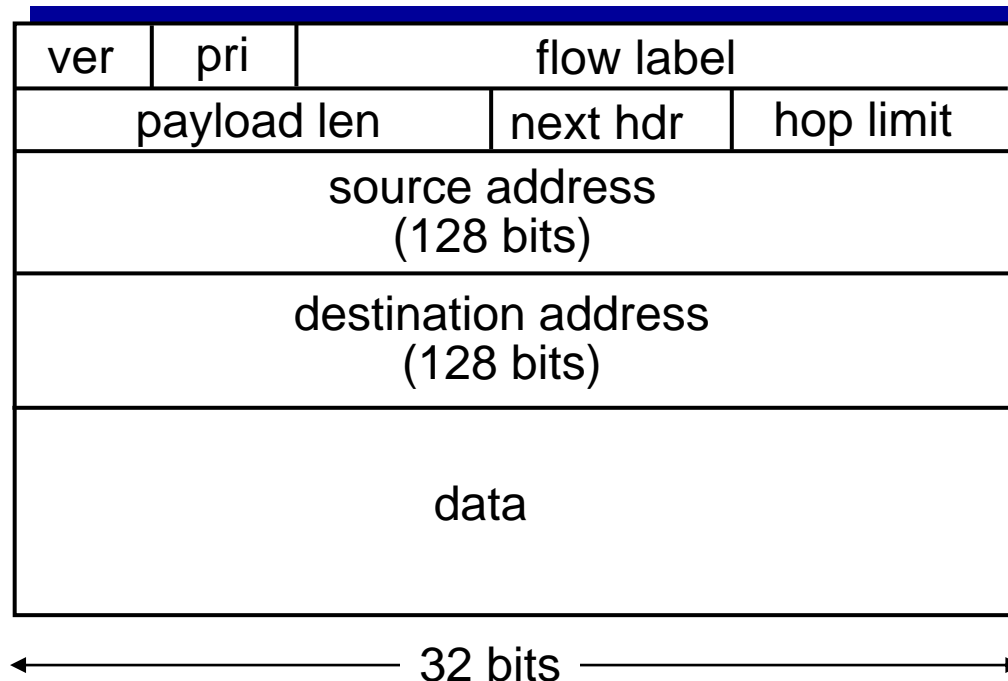 ver pri flow label
payload len next hdr hop limit
source address
(128 bits)
destination address
(128 bits)
data
32 bits